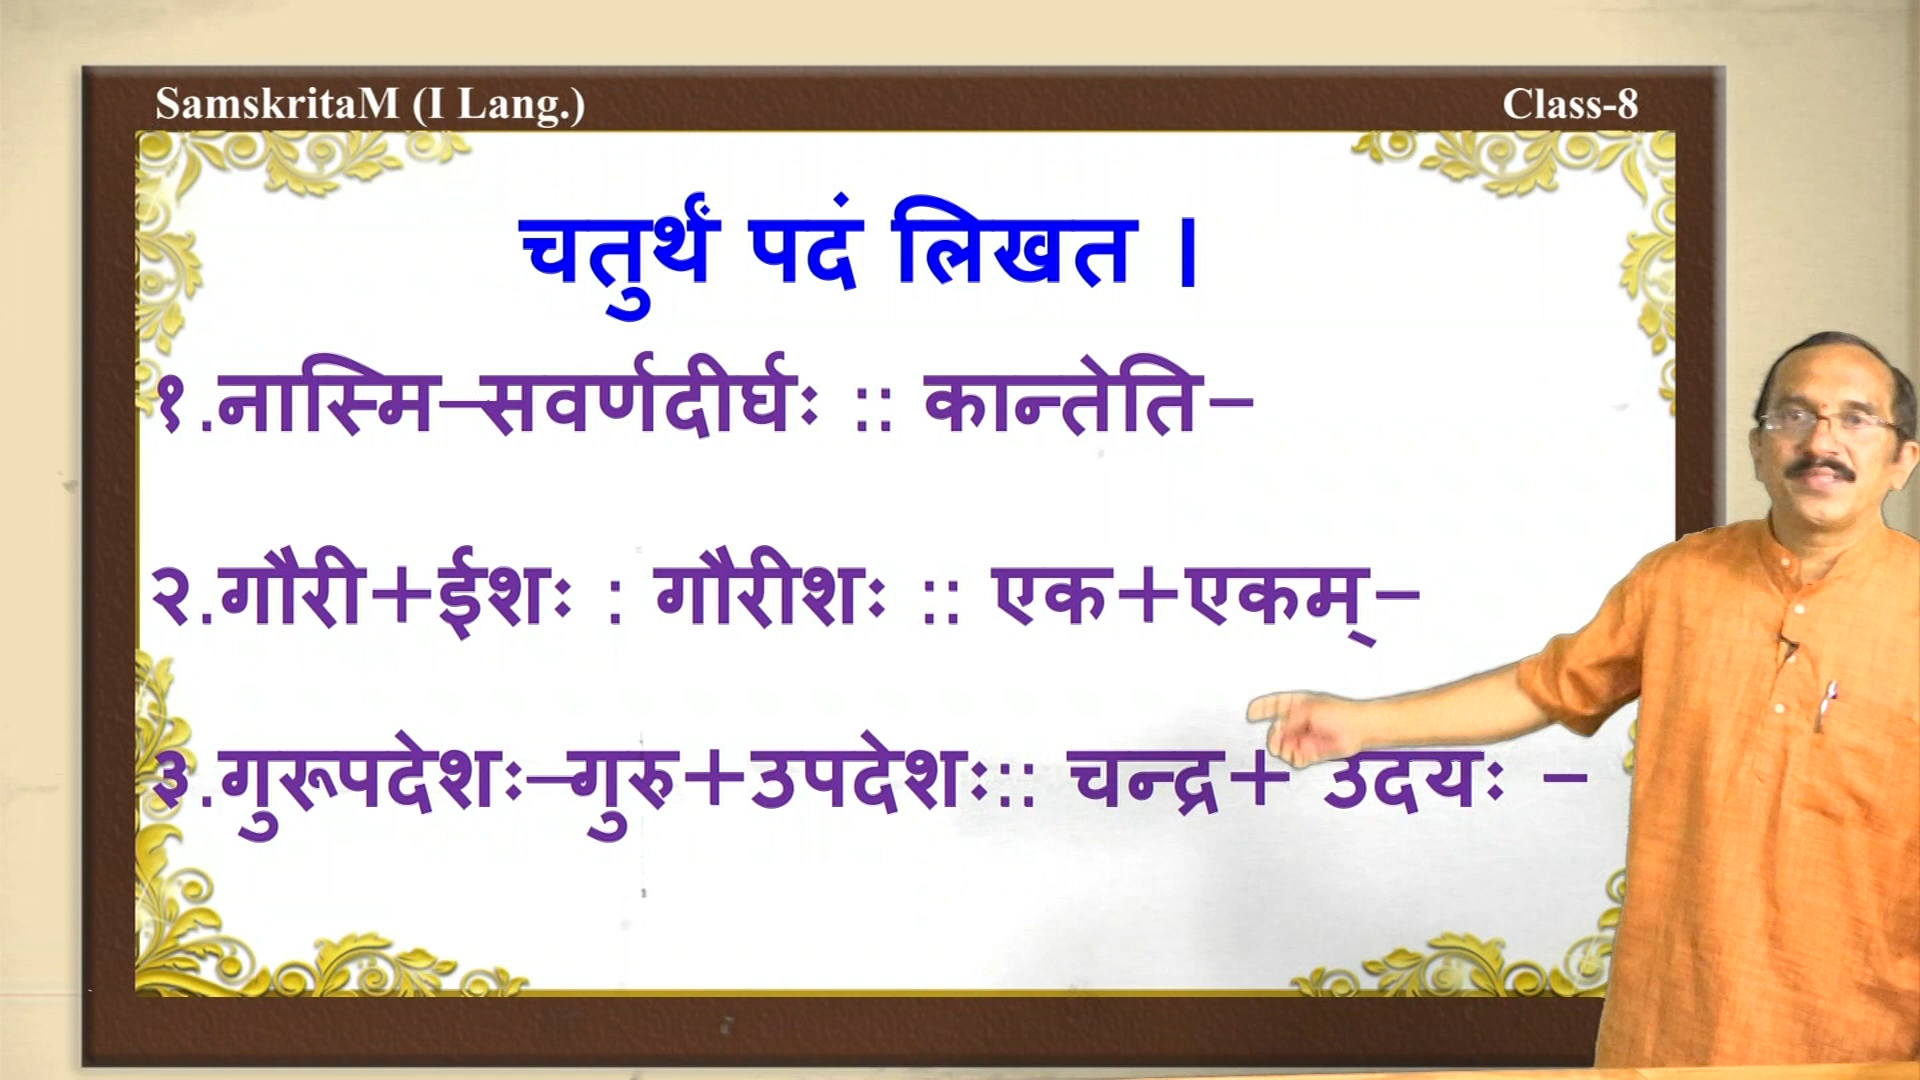 SamskritaM (I Lang.) Class-8
चतुर्थं पदं लिखत ।
१.नास्मि–सवर्णदीर्घः :: कान्तेति–
२.गौरी+ईशः : गौरीशः :: एक+एकम्–
३.गुरूपदेशः–गुरु+उपदेशः:: चन्द्र+ उदयः –